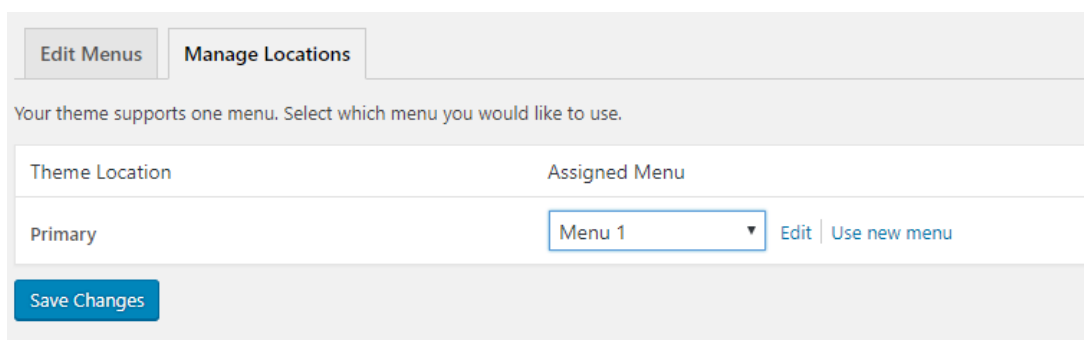 Edit Menus Manage Locations
Your theme supports one menu. Select which menu you would like to use.
Theme Location Assigned Menu
Primary Menu 1 Edit Use new menu
Save Changes